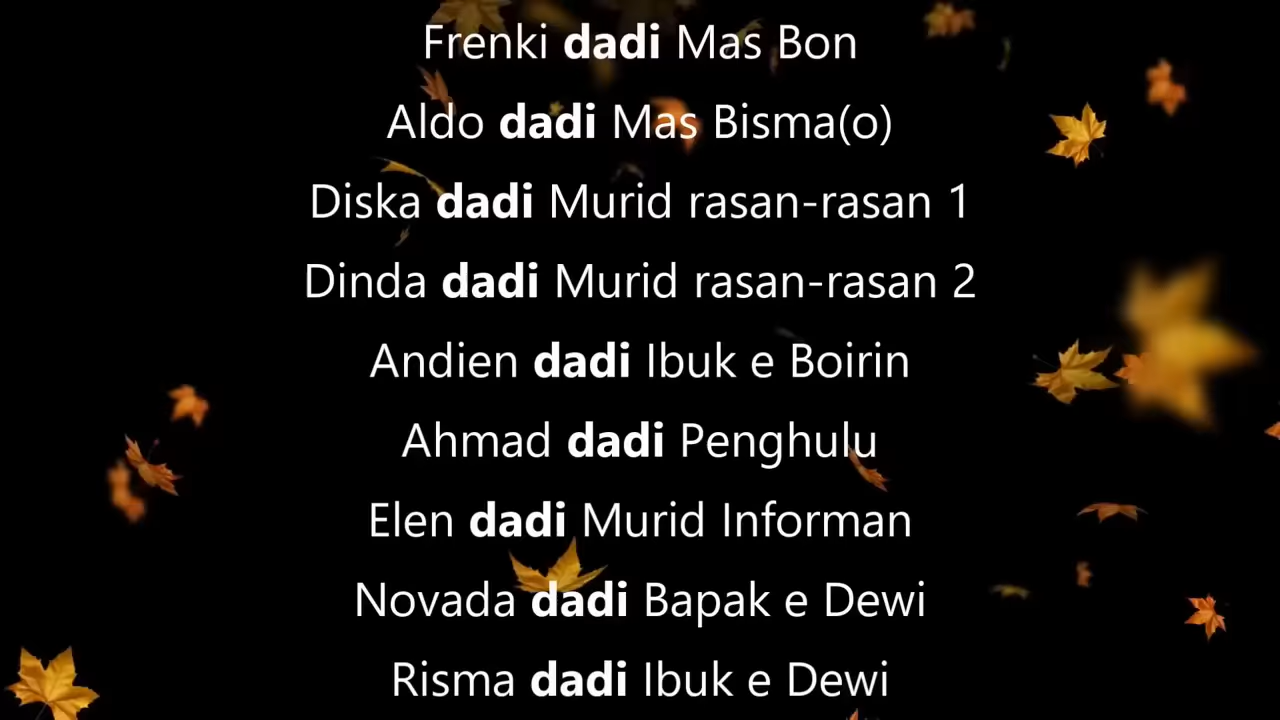 Frenki dadi Mas Bon
Aldo dadi Mas Bisma(o)
Diska dadi Murid rasan-rasan 1
Dinda dadi Murid rasan-rasan 2
Andien dadi Ibuk e Boirin
Ahmad dadi Penghulu
Elen dadi Murid Informan
Novada dadi Bapak e Dewi
Risma dadi Ibuk e Dewi